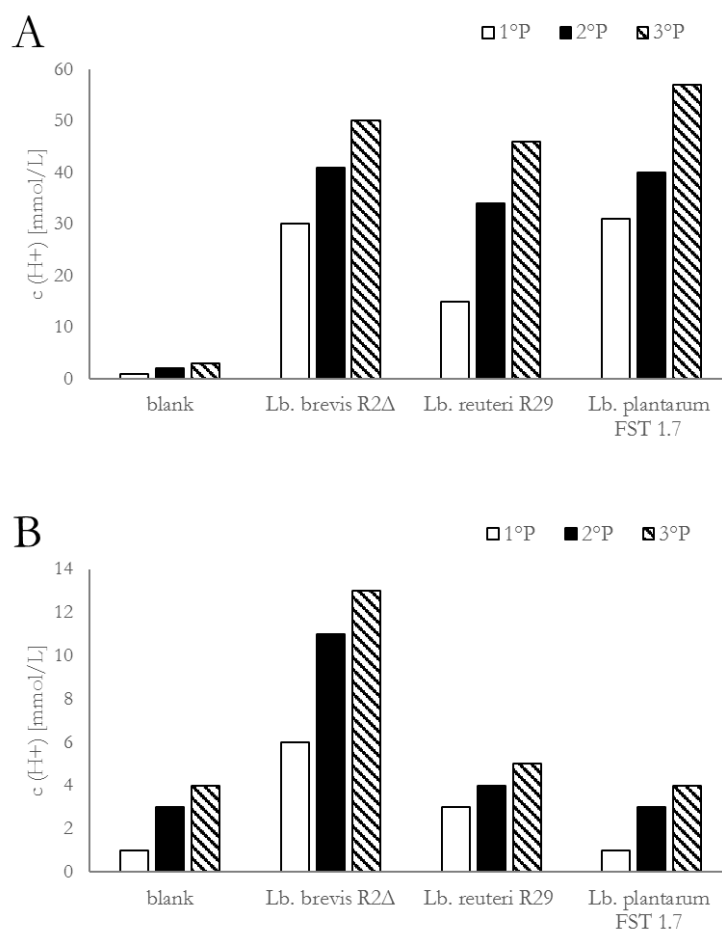 A
1°P 2°P 3°P
60
50
40
30
20
10
0
c (H+) [mmol/L]
blank Lb. brevis R2Δ Lb. reuteri R29 Lb. plantarum
FST 1.7
B
1°P 2°P 3°P
14
12
10
8
6
4
2
0
c (H+) [mmol/L]
blank Lb. brevis R2Δ Lb. reuteri R29 Lb. plantarum
FST 1.7